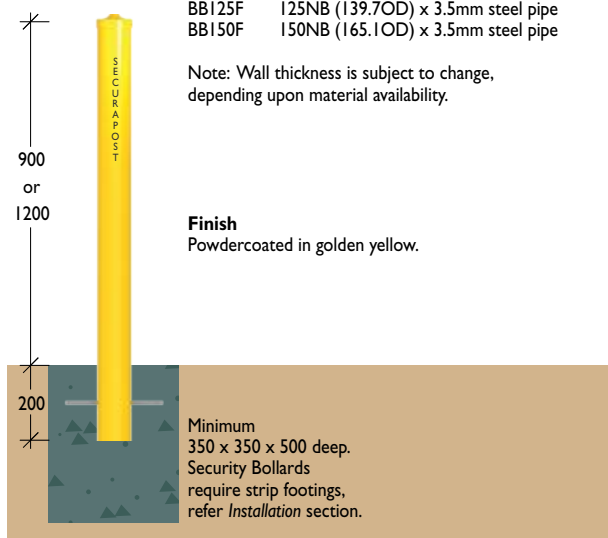 BB125F 125NB (139.7OD) x 3.5mm steel pipe
BB150F 150NB (165.1OD) x 3.5mm steel pipe
Note: Wall thickness is subject to change,
depending upon material availability.
SECURAPOST
900
or
1200
Finish
Powdercoated in golden yellow.
200
Minimum
350 x 350 x 500 deep.
Security Bollards
require strip footings,
refer Installation section.